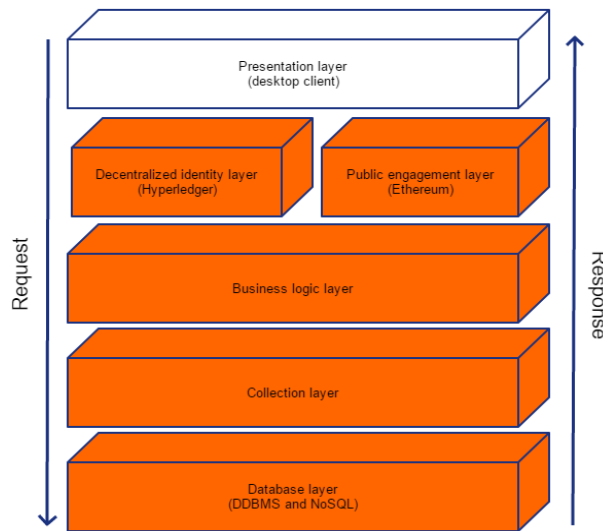 Presentation layer
(desktop client)
Decentralized identity layer
(Hyperledger)
Public engagement layer
(Ethereum)
Request
Response
Business logic layer
Collection layer
Database layer
(DDBMS and NoSQL)